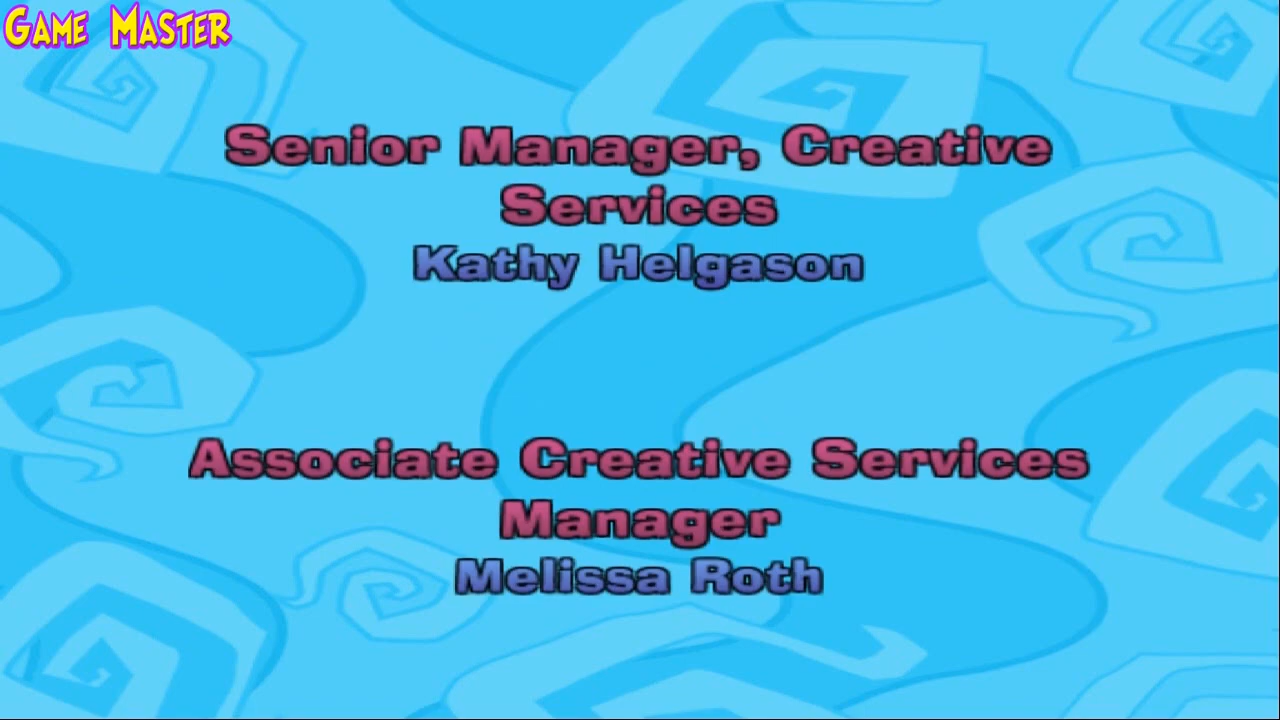 Game Master
Senior Manager, Creative
Services
Kathy Helgason
Associate Creative Services
Manager
Melissa Roth